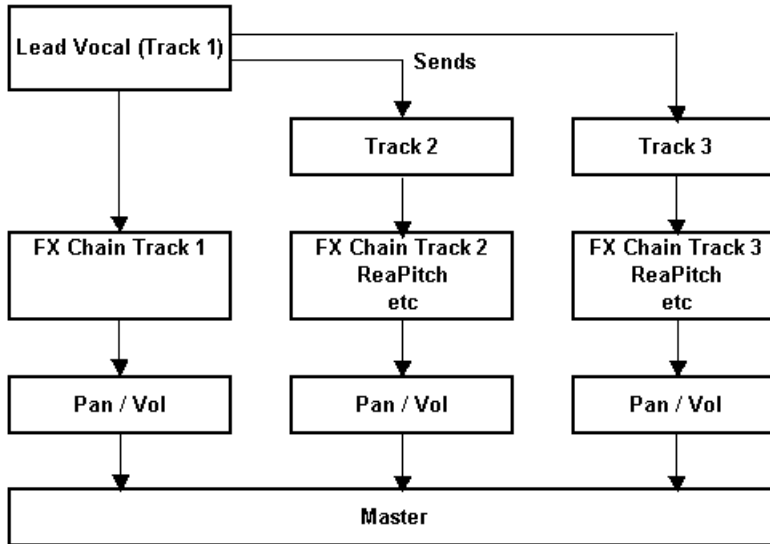 Lead Vocal (Track 1)
Sends
Track 2
Track 3
FX Chain Track 1
FX Chain Track 2
ReaPitch
etc
FX Chain Track 3
ReaPitch
etc
Pan / Vol
Pan / Vol
Pan / Vol
Master